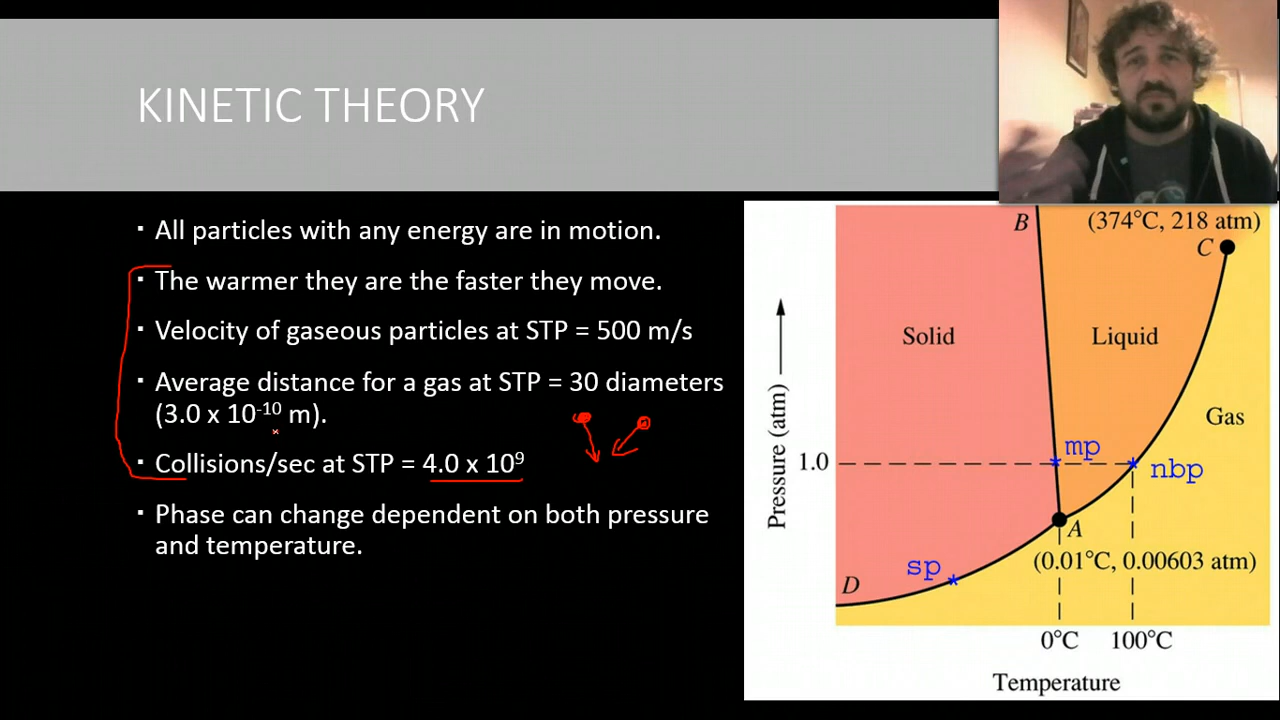 KINETIC THEORY
▪ All particles with any energy are in motion.
▪ The warmer they are the faster they move.
▪ Velocity of gaseous particles at STP = 500 m/s
▪ Average distance for a gas at STP = 30 diameters
(3.0 x 10⁻¹⁰ m).
▪ Collisions/sec at STP = 4.0 x 10⁹
▪ Phase can change dependent on both pressure
and temperature.
B
(374°C, 218 atm)
C
Solid
Liquid
Gas
Pressure (atm)
1.0
mp
nbp
A
(0.01°C, 0.00603 atm)
sp
D
0°C
100°C
Temperature